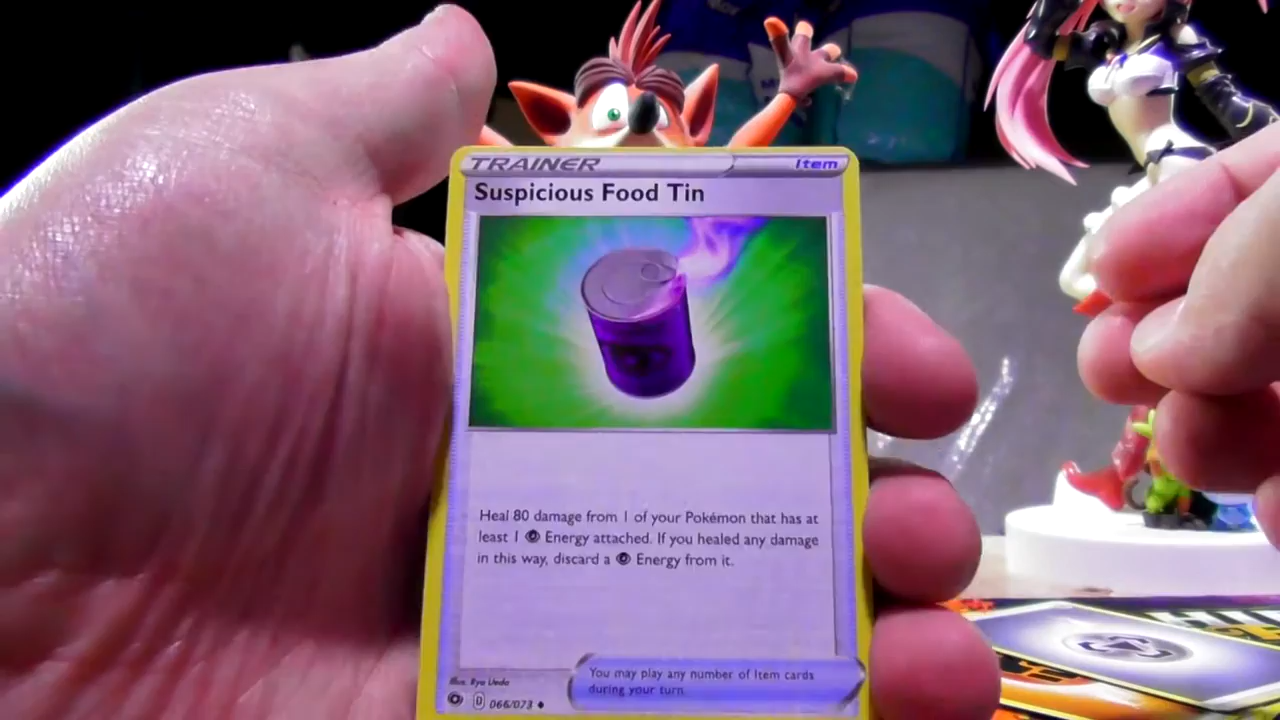 TRAINER Item
Suspicious Food Tin
Heal 80 damage from 1 of your Pokémon that has at
least 1 Energy attached. If you healed any damage
in this way, discard a Energy from it.
Illus. Ryo Ueda
You may play any number of Item cards
during your turn.
D 066/073